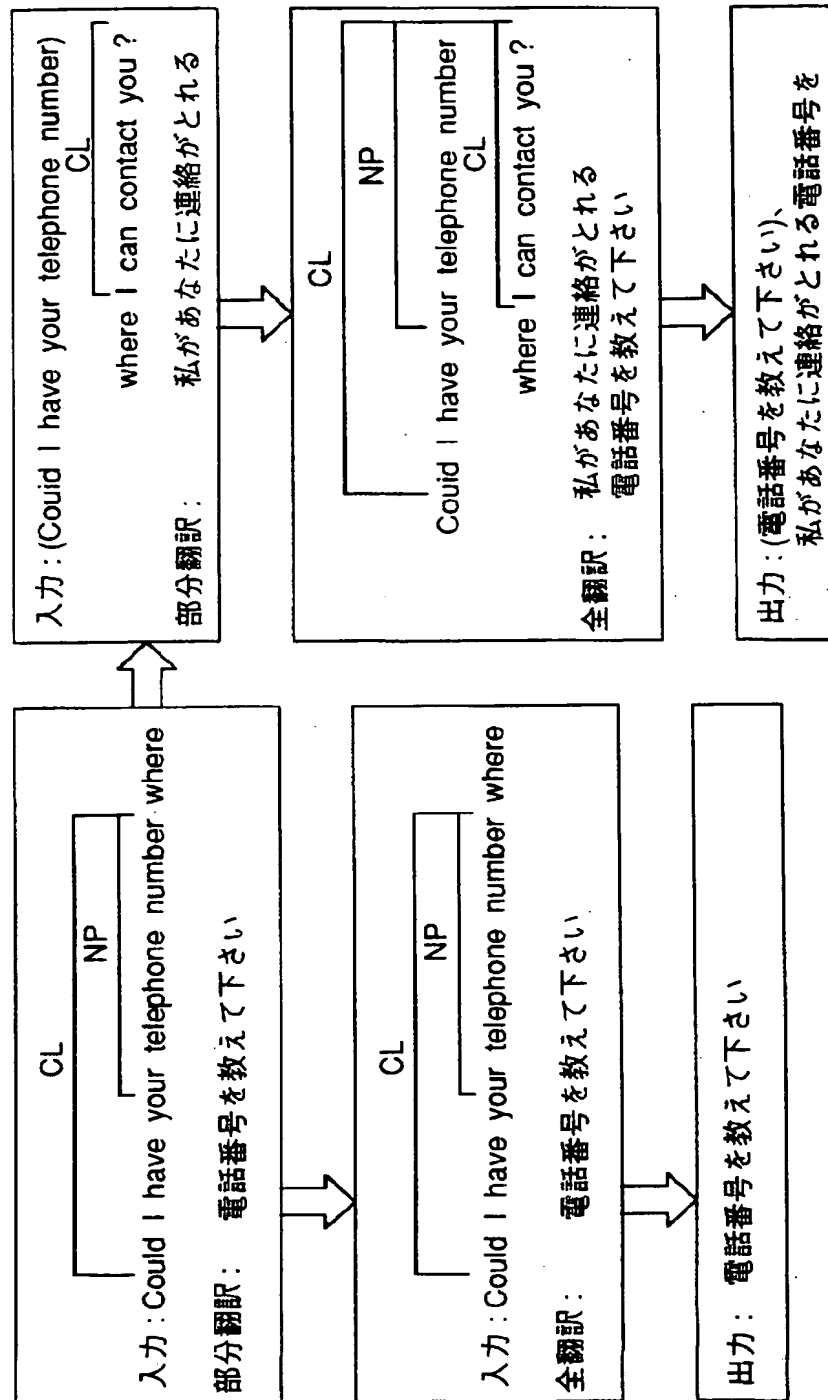 CL
NP
入力:Could I have your telephone number where
部分翻訳: 電話番号を教えて下さい
CL
NP
入力:Could I have your telephone number where
全翻訳: 電話番号を教えて下さい
出力: 電話番号を教えて下さい
入力:(Couid I have your telephone number)
CL
where I can contact you?
部分翻訳: 私があなたに連絡がとれる
CL
NP
Couid I have your telephone number
CL
where I can contact you?
全翻訳: 私があなたに連絡がとれる
電話番号を教えて下さい
出力:(電話番号を教えて下さい)、
私があなたに連絡がとれる電話番号を